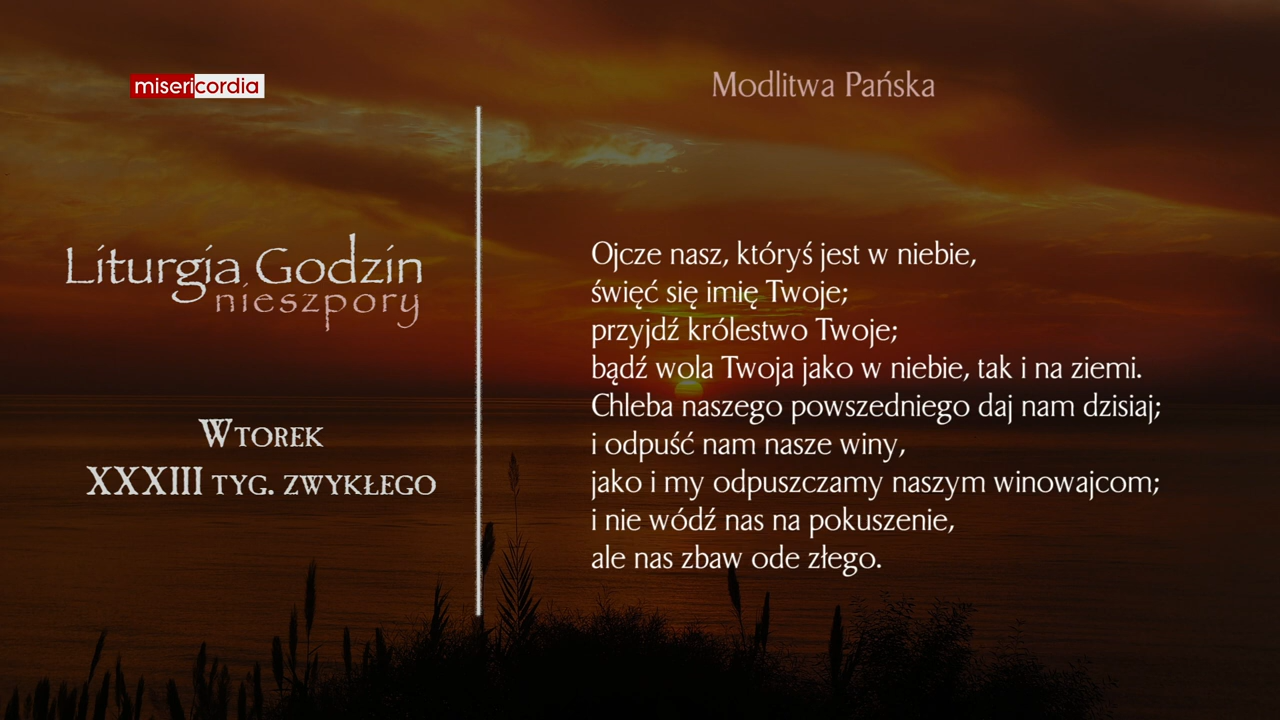 misericordia
Liturgia Godzin
nieszpory
Wtorek
XXXIII tyg. zwykłego
Modlitwa Pańska
Ojcze nasz, któryś jest w niebie,
święć się imię Twoje;
przyjdź królestwo Twoje;
bądź wola Twoja jako w niebie, tak i na ziemi.
Chleba naszego powszedniego daj nam dzisiaj;
i odpuść nam nasze winy,
jako i my odpuszczamy naszym winowajcom;
i nie wódź nas na pokuszenie,
ale nas zbaw ode złego.